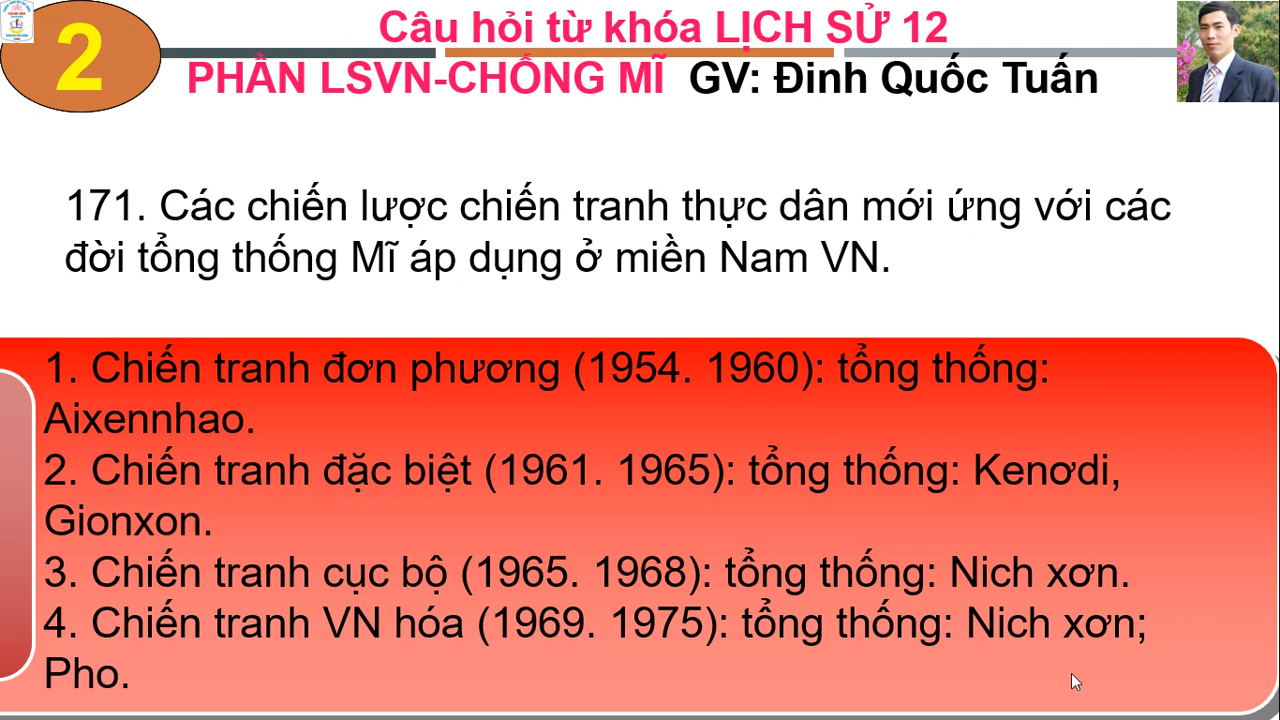 2
Câu hỏi từ khóa LỊCH SỬ 12
PHẦN LSVN-CHỐNG MĨ GV: Đinh Quốc Tuấn
171. Các chiến lược chiến tranh thực dân mới ứng với các
đời tổng thống Mĩ áp dụng ở miền Nam VN.
1. Chiến tranh đơn phương (1954. 1960): tổng thống:
Aixennhao.
2. Chiến tranh đặc biệt (1961. 1965): tổng thống: Kenơdi,
Gionxon.
3. Chiến tranh cục bộ (1965. 1968): tổng thống: Nich xơn.
4. Chiến tranh VN hóa (1969. 1975): tổng thống: Nich xơn;
Pho.